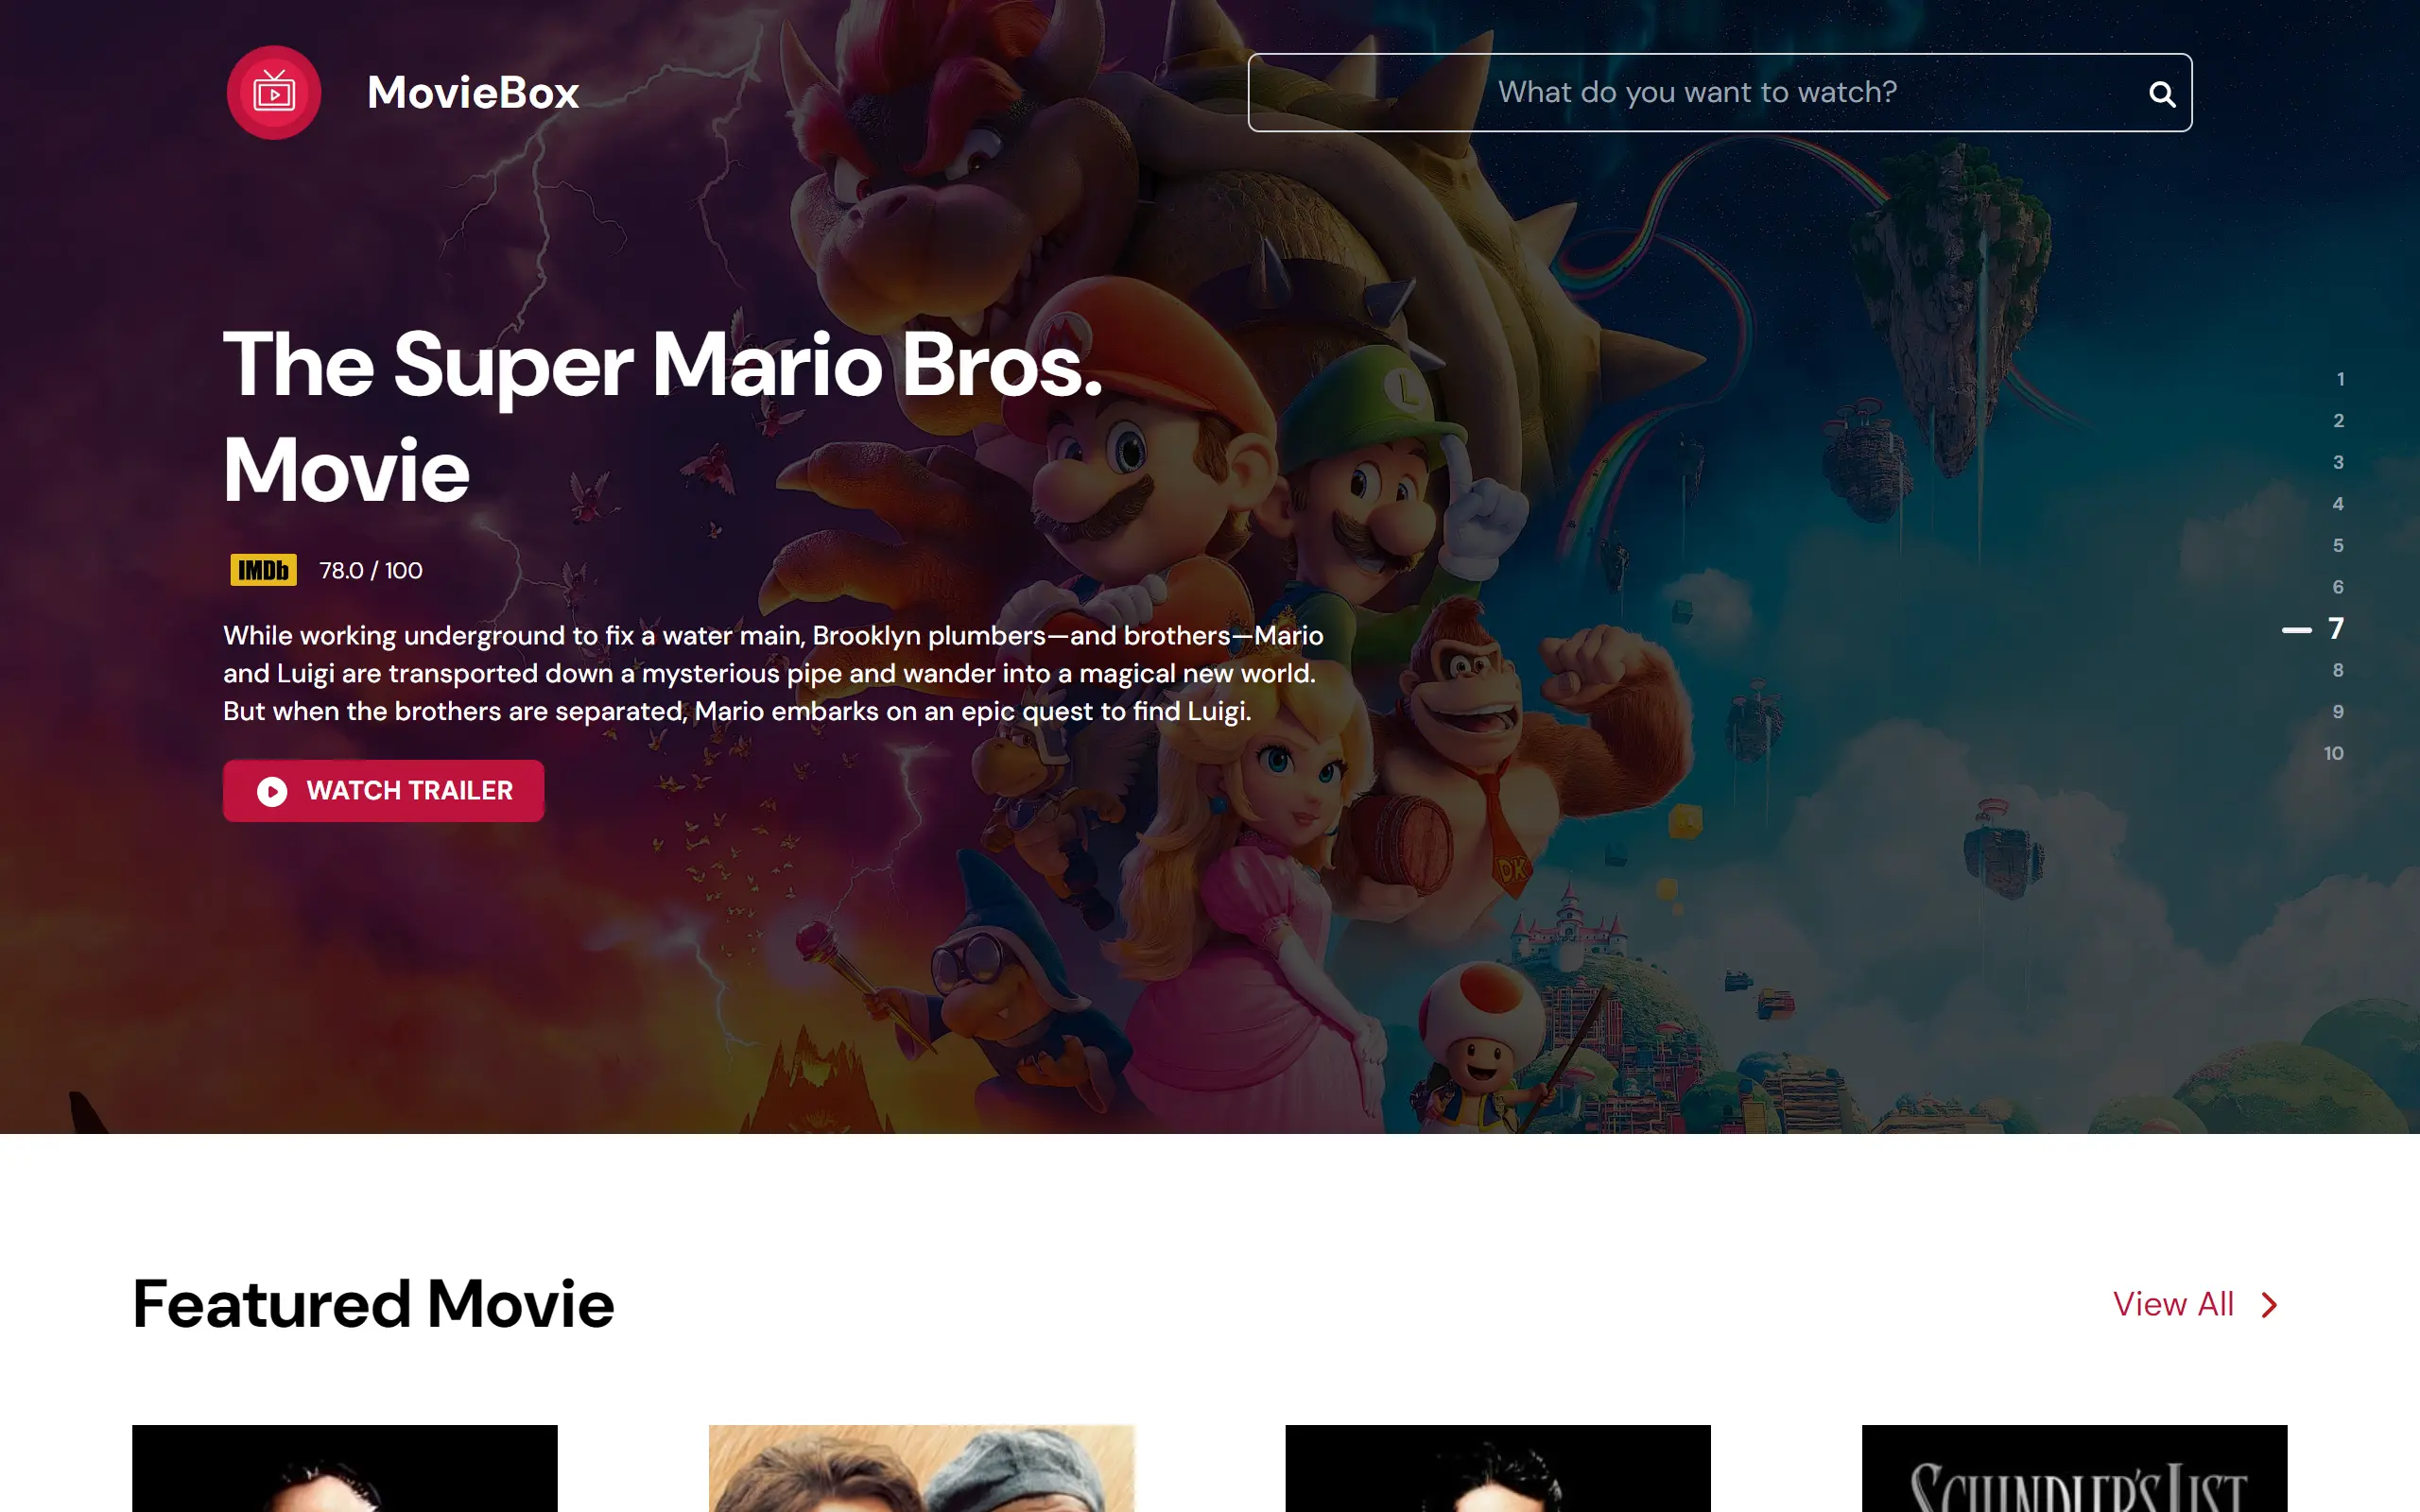 MovieBox
What do you want to watch?
The Super Mario Bros.
Movie
IMDb 78.0 / 100
While working underground to fix a water main, Brooklyn plumbers—and brothers—Mario
and Luigi are transported down a mysterious pipe and wander into a magical new world.
But when the brothers are separated, Mario embarks on an epic quest to find Luigi.
WATCH TRAILER
1
2
3
4
5
6
7
8
9
10
L
DK
Featured Movie
View All
SCHINDLER'S LIST